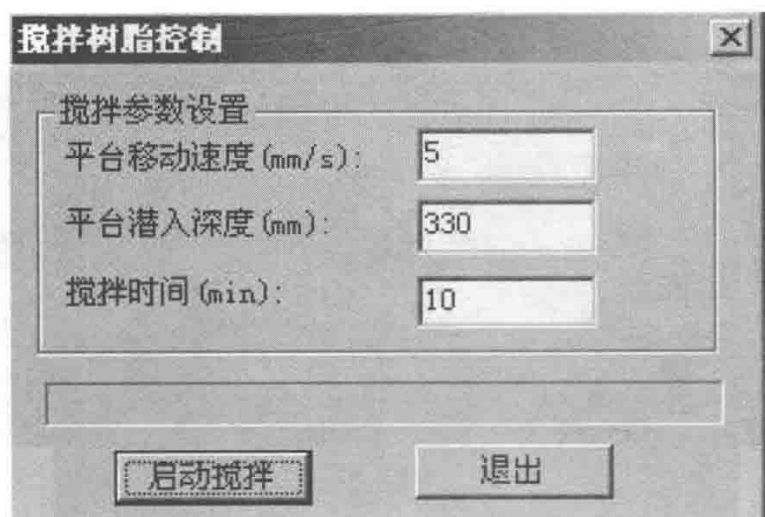 搅拌树脂控制
搅拌参数设置
平台移动速度(mm/s): 5
平台潜入深度(mm): 330
搅拌时间(min): 10
启动搅拌 退出